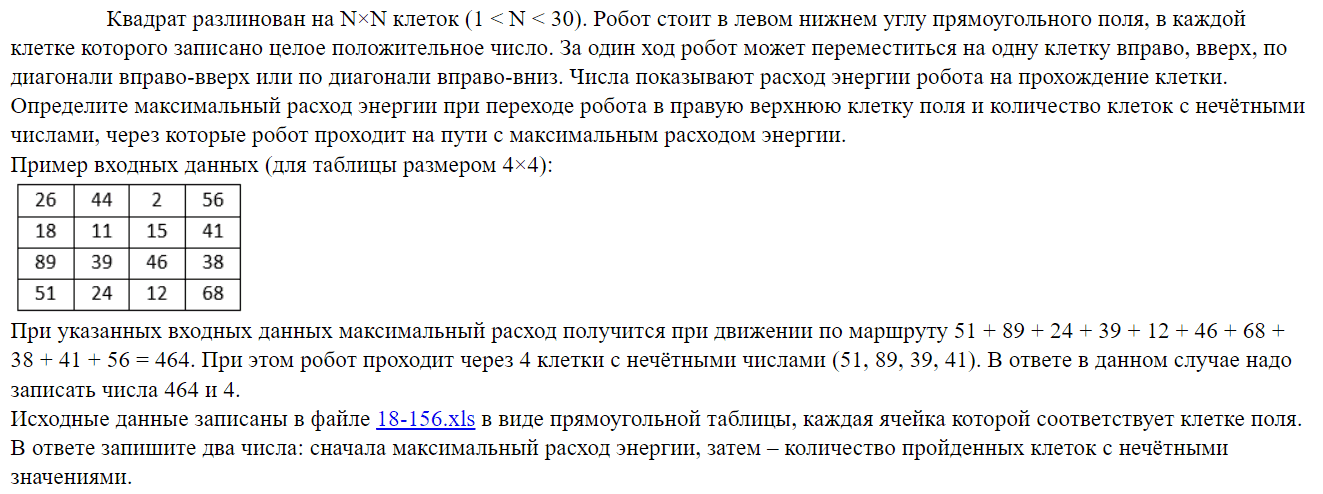 Квадрат разлинован на N×N клеток (1 < N < 30). Робот стоит в левом нижнем углу прямоугольного поля, в каждой
клетке которого записано целое положительное число. За один ход робот может переместиться на одну клетку вправо, вверх, по
диагонали вправо-вверх или по диагонали вправо-вниз. Числа показывают расход энергии робота на прохождение клетки.
Определите максимальный расход энергии при переходе робота в правую верхнюю клетку поля и количество клеток с нечётными
числами, через которые робот проходит на пути с максимальным расходом энергии.
Пример входных данных (для таблицы размером 4×4):
26 44 2 56
18 11 15 41
89 39 46 38
51 24 12 68
При указанных входных данных максимальный расход получится при движении по маршруту 51 + 89 + 24 + 39 + 12 + 46 + 68 +
38 + 41 + 56 = 464. При этом робот проходит через 4 клетки с нечётными числами (51, 89, 39, 41). В ответе в данном случае надо
записать числа 464 и 4.
Исходные данные записаны в файле 18-156.xls в виде прямоугольной таблицы, каждая ячейка которой соответствует клетке поля.
В ответе запишите два числа: сначала максимальный расход энергии, затем – количество пройденных клеток с нечётными
значениями.